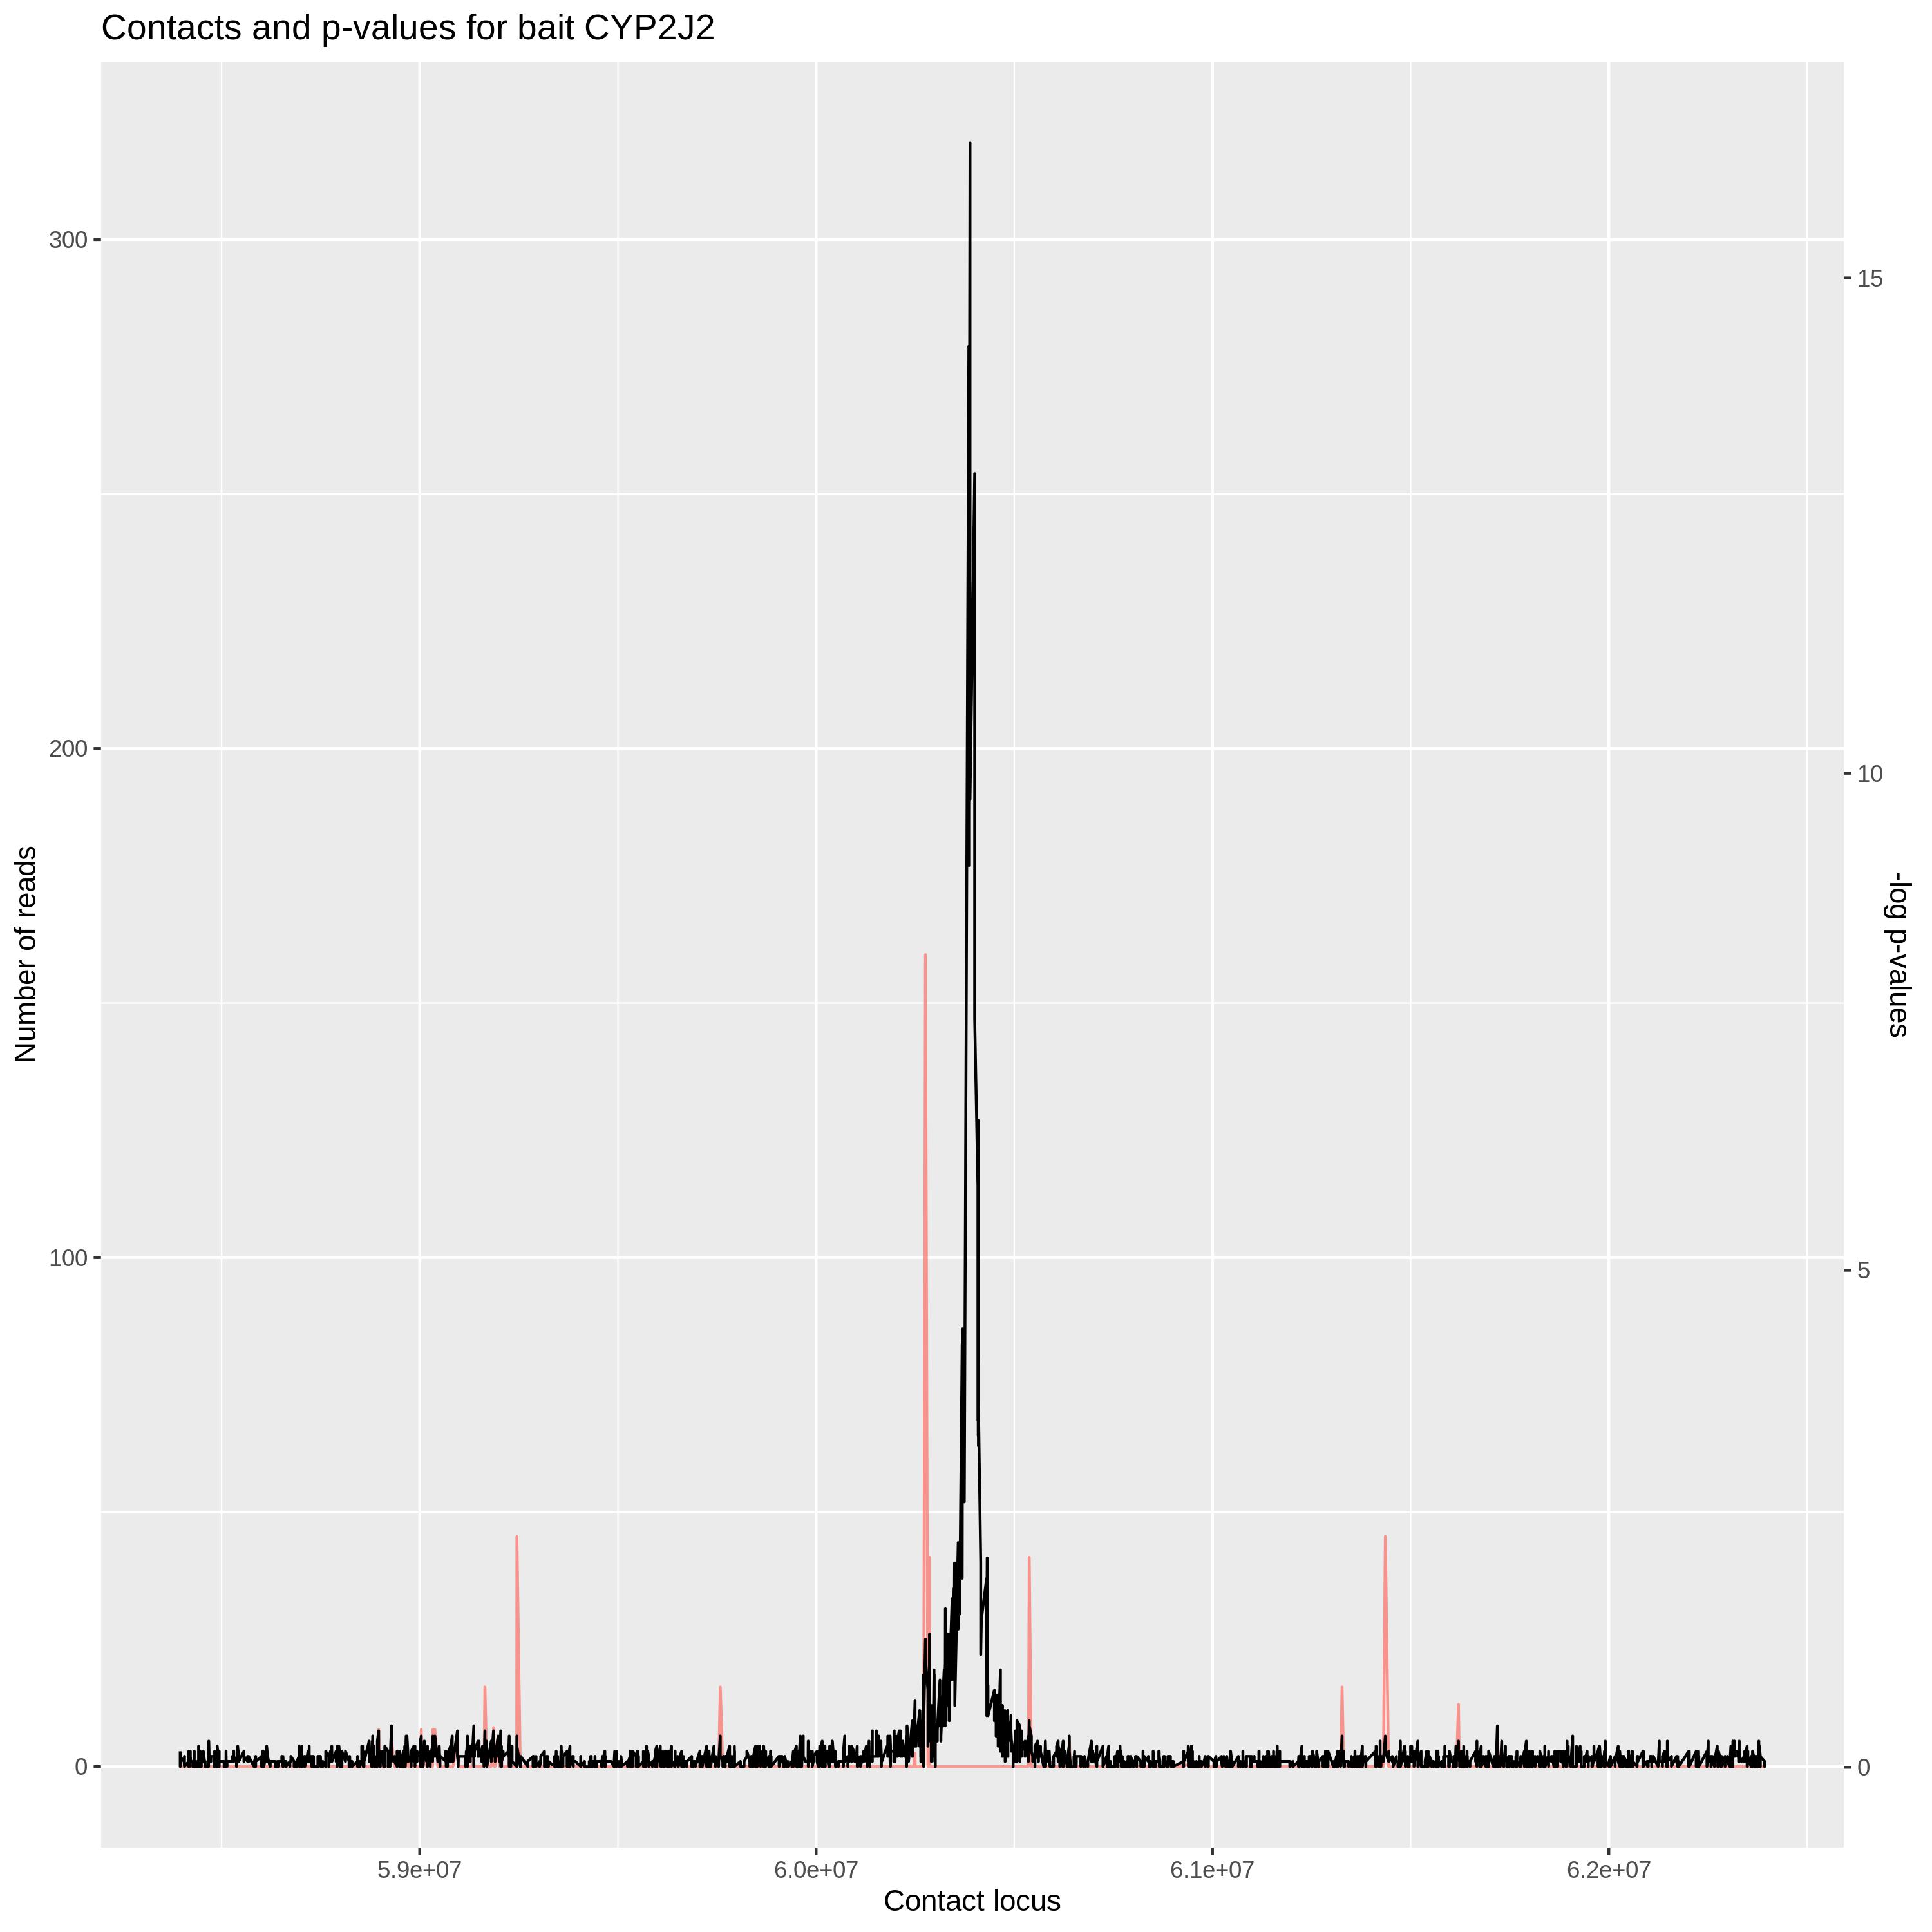 Contacts and p-values for bait CYP2J2
300
200
100
0
Number of reads
15
10
5
0
-log p-values
5.9e+07
6.0e+07
6.1e+07
6.2e+07
Contact locus